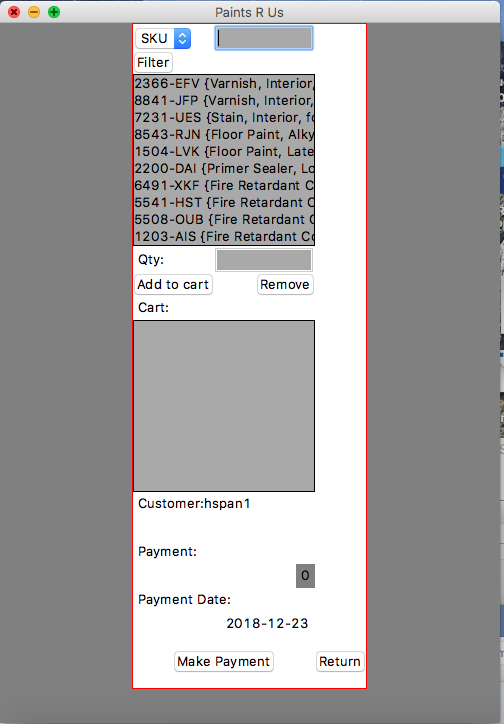 Paints R Us
SKU
Filter
2366-EFV {Varnish, Interior,
8841-JFP {Varnish, Interior,
7231-UES {Stain, Interior, fo
8543-RJN {Floor Paint, Alky
1504-LVK {Floor Paint, Late
2200-DAI {Primer Sealer, Lo
6491-XKF {Fire Retardant C
5541-HST {Fire Retardant C
5508-OUB {Fire Retardant C
1203-AIS {Fire Retardant Co
Qty:
Add to cart Remove
Cart:
Customer:hspan1
Payment:
0
Payment Date:
2018-12-23
Make Payment Return